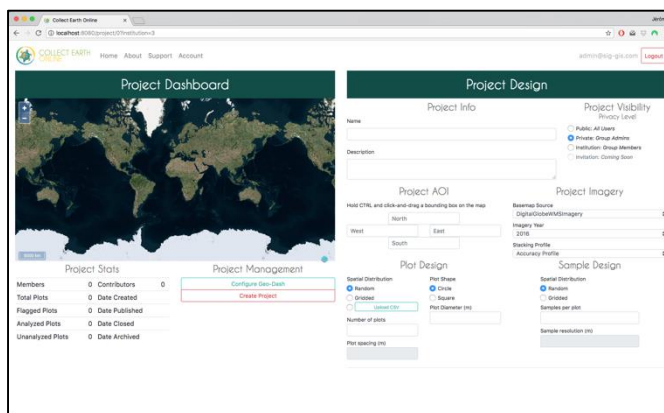 Collect Earth Online
Jérôm
localhost:8080/project/0?institution=3
COLLECT EARTH
ONLINE
Home About Support Account
admin@sig-gis.com Logout
Project Dashboard
+
−
Project Stats
Members 0 Contributors 0
Total Plots 0 Date Created
Flagged Plots 0 Date Published
Analyzed Plots 0 Date Closed
Unanalyzed Plots 0 Date Archived
Project Management
Configure Geo-Dash
Create Project
Project Design
Project Info
Name
Description
Project Visibility
Privacy Level
Public: All Users
Private: Group Admins
Institution: Group Members
Invitation: Coming Soon
Project AOI
Hold CTRL and click-and-drag a bounding box on the map
North
West East
South
Project Imagery
Basemap Source
DigitalGlobeWMSImagery
Imagery Year
2016
Stacking Profile
Accuracy Profile
Plot Design
Spatial Distribution
Random
Gridded
Upload CSV
Number of plots
Plot spacing (m)
Plot Shape
Circle
Square
Plot Diameter (m)
Sample Design
Spatial Distribution
Random
Gridded
Samples per plot
Sample resolution (m)